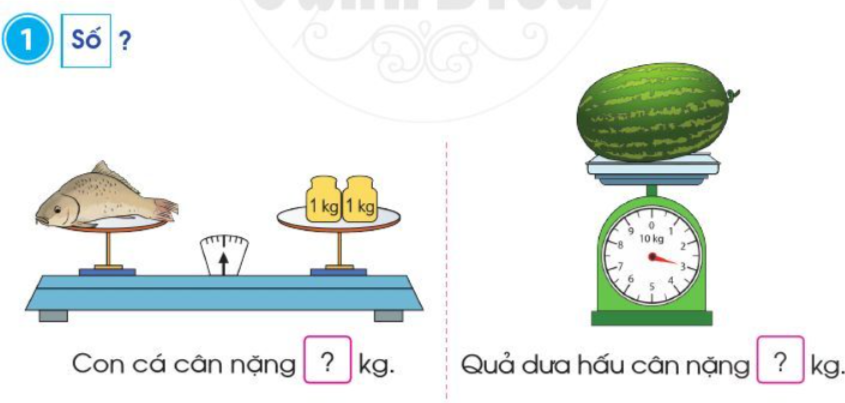 1 Số ?
1 kg 1 kg
Con cá cân nặng ? kg.
0
1
2
3
4
5
6
7
8
9
10 kg
Quả dưa hấu cân nặng ? kg.